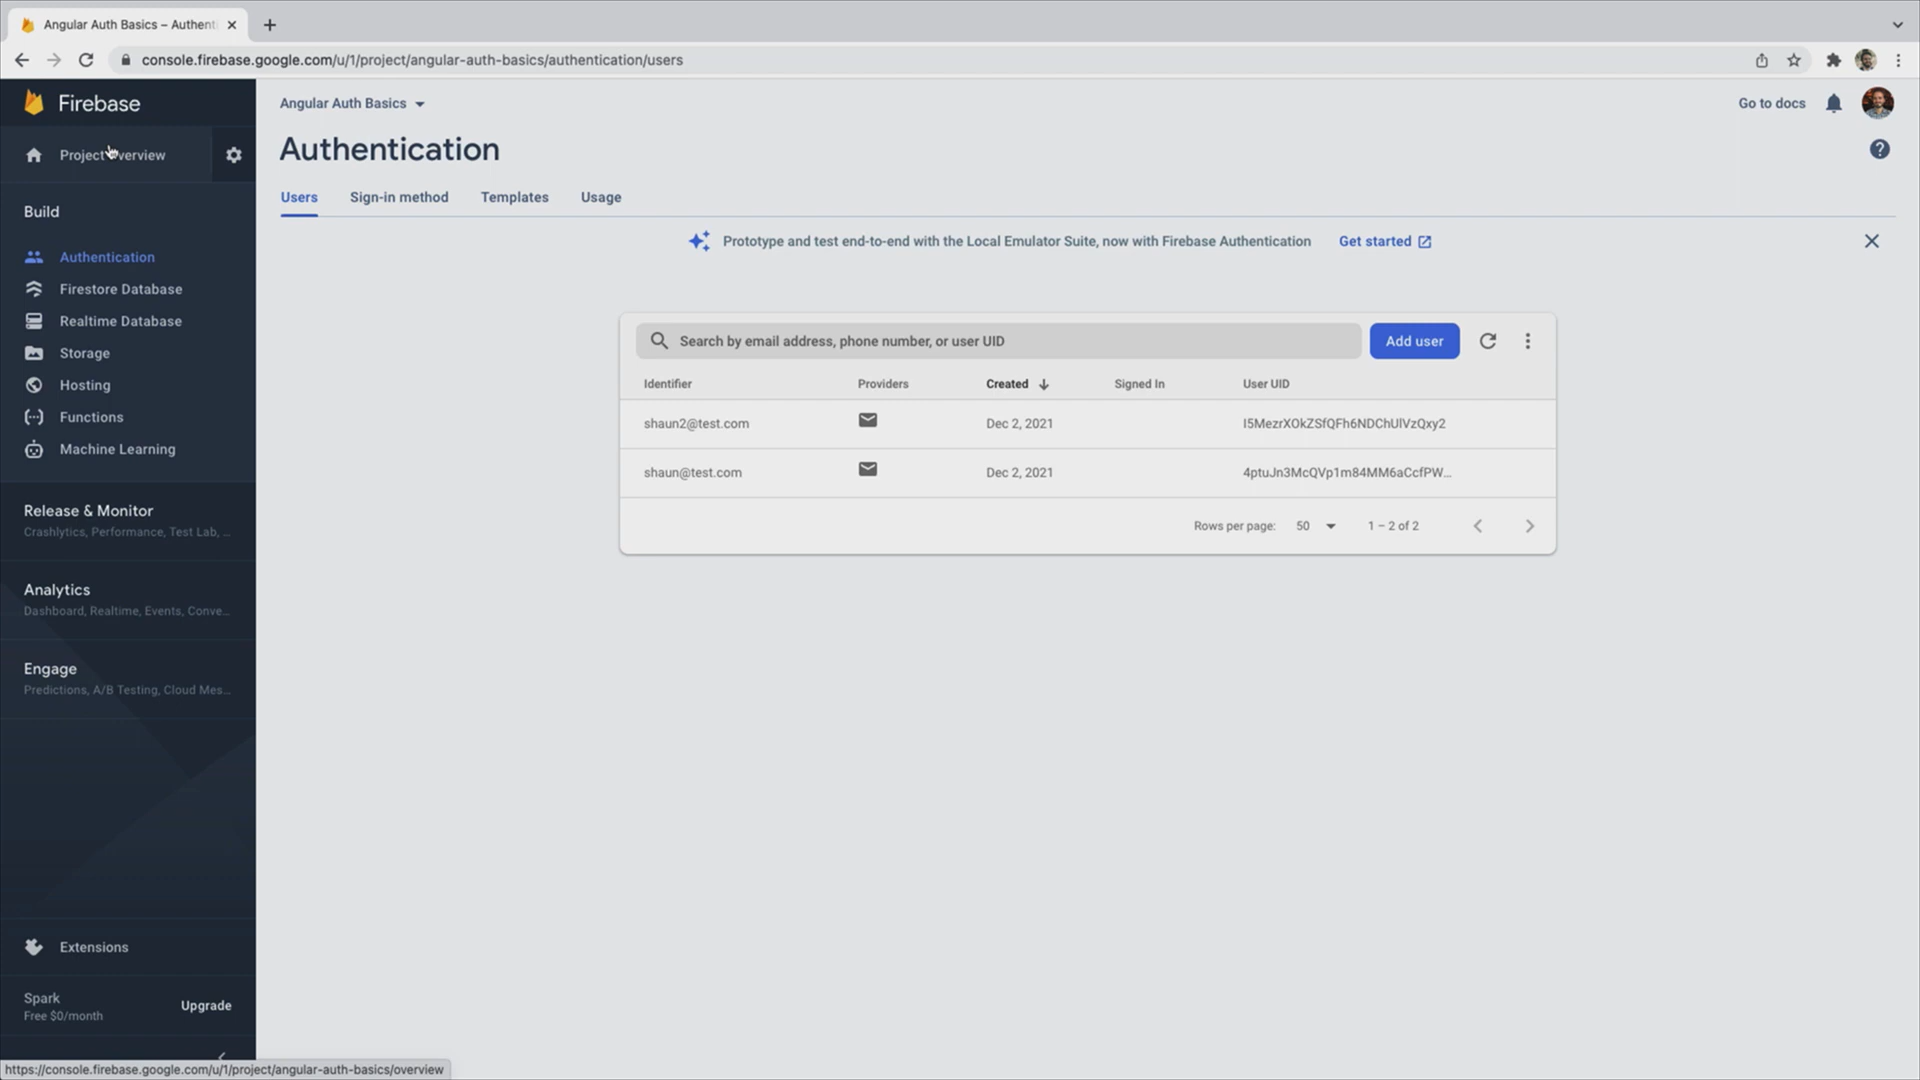 Angular Auth Basics – Authenti
console.firebase.google.com/u/1/project/angular-auth-basics/authentication/users
Firebase
Angular Auth Basics
Go to docs
Project Overview
Authentication
Users
Sign-in method
Templates
Usage
Build
Prototype and test end-to-end with the Local Emulator Suite, now with Firebase Authentication
Get started
Authentication
Firestore Database
Realtime Database
Storage
Hosting
Functions
Machine Learning
Search by email address, phone number, or user UID
Add user
Identifier
Providers
Created
Signed In
User UID
shaun2@test.com
Dec 2, 2021
shaun@test.com
Dec 2, 2021
4ptuJn3McQVp1m84MM6aCcfPW...
Rows per page:
50
1 – 2 of 2
Release & Monitor
Crashlytics, Performance, Test Lab, ...
Analytics
Dashboard, Realtime, Events, Conve...
Engage
Predictions, A/B Testing, Cloud Mes...
Extensions
Spark
Free $0/month
Upgrade
https://console.firebase.google.com/u/1/project/angular-auth-basics/overview